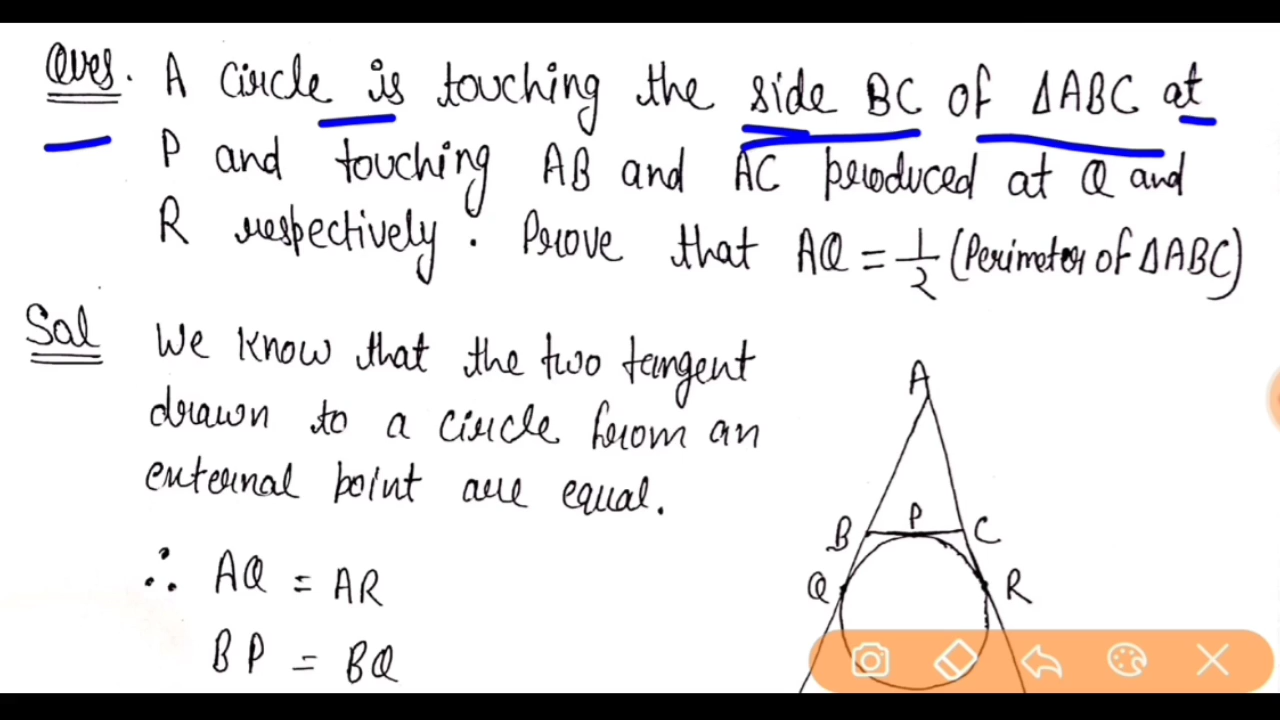 Ques. A circle is touching the side BC of ΔABC at
P and touching AB and AC produced at Q and
R respectively. Prove that AQ = 1/2 (Perimeter of ΔABC)
Sol We know that the two tangent
drawn to a circle from an
external point are equal.
∴ AQ = AR
BP = BQ
A
B P C
Q R